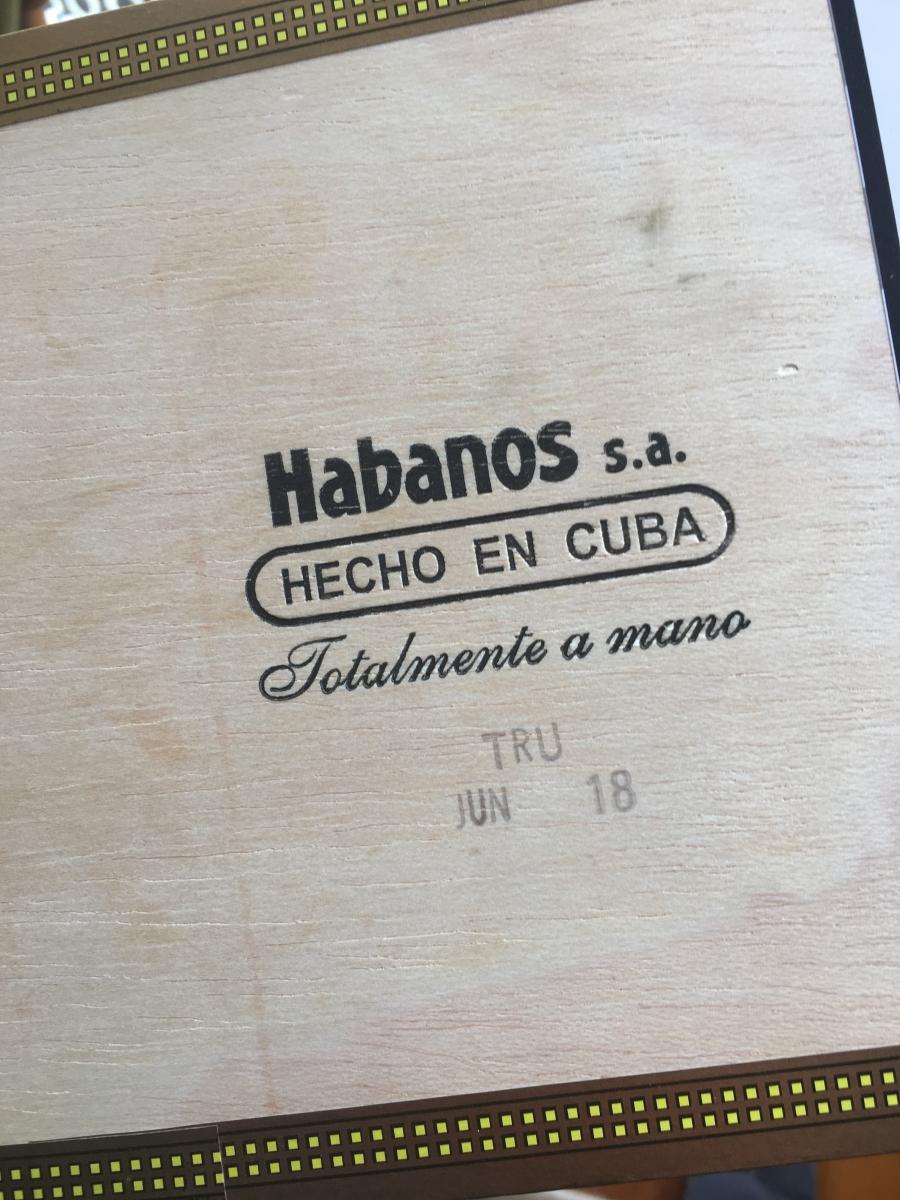 Habanos s.a.
HECHO EN CUBA
Totalmente a mano
TRU
JUN 18